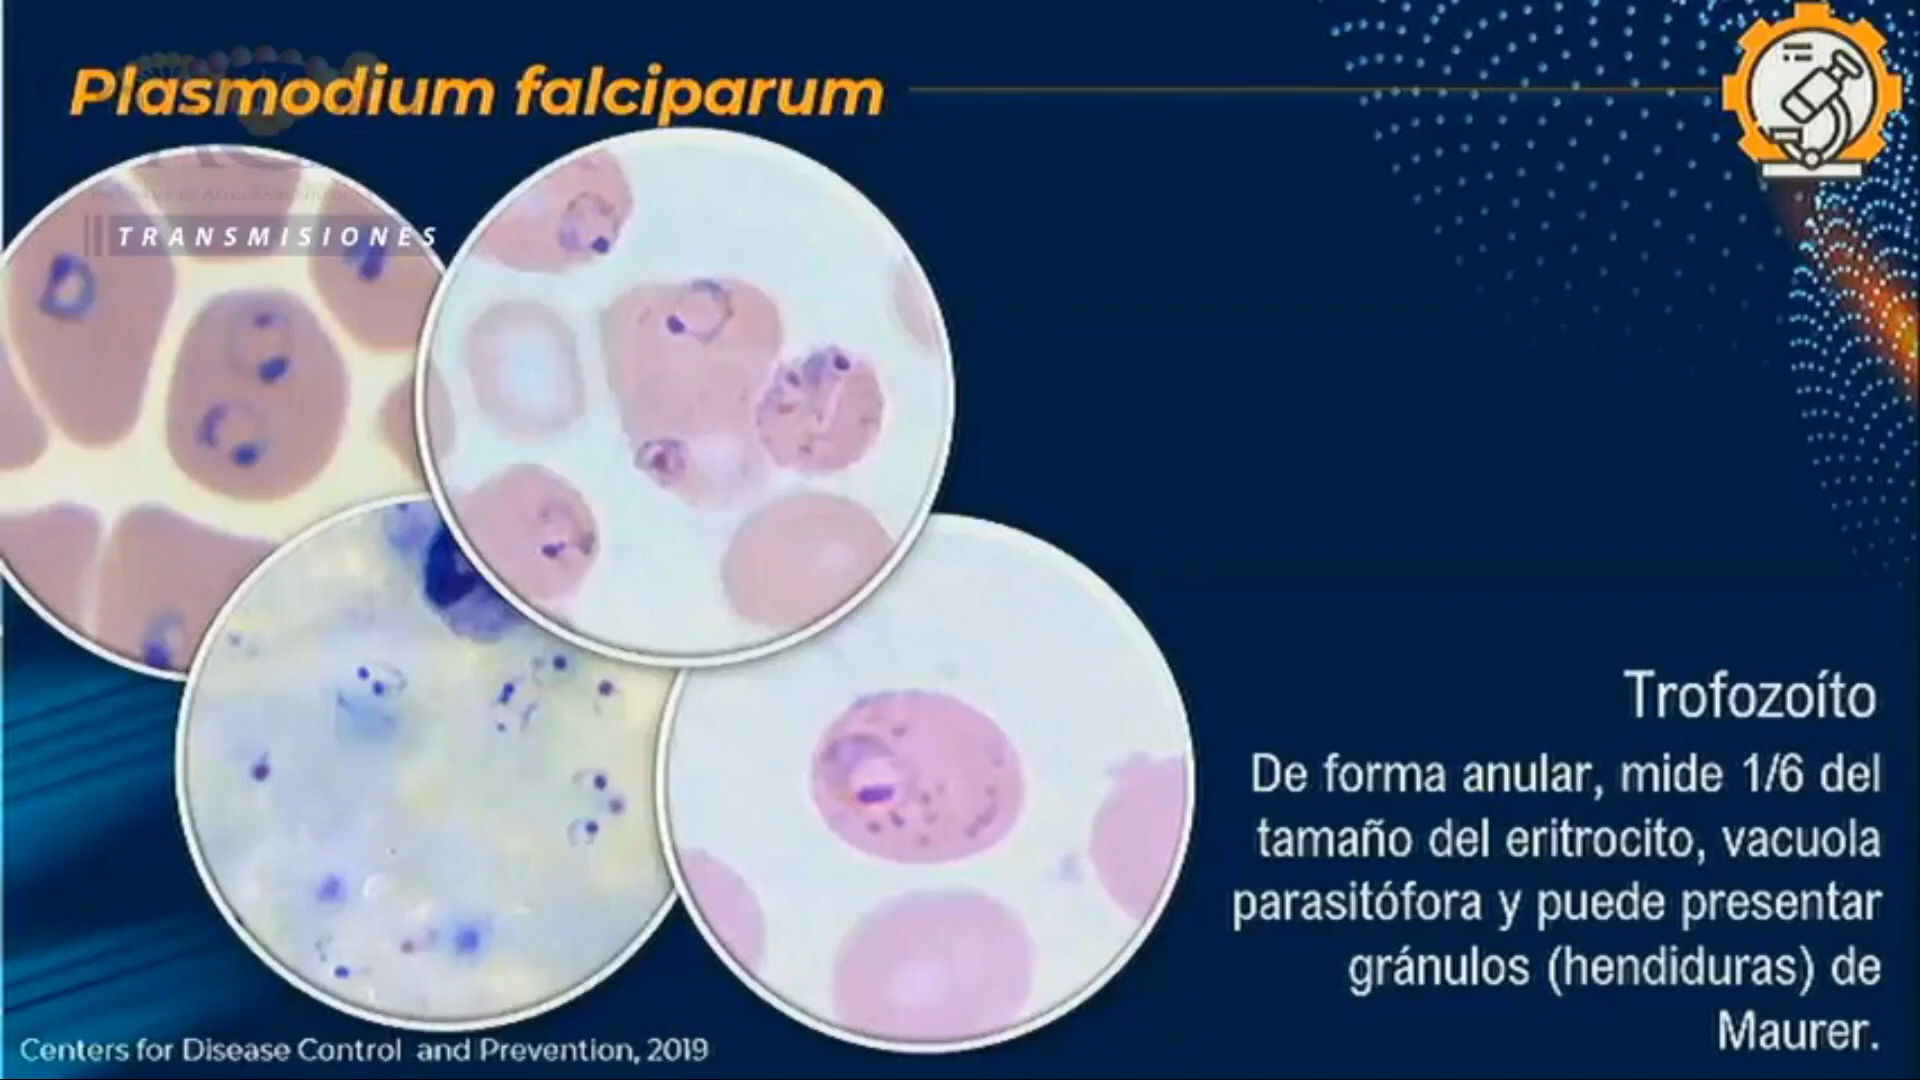 Plasmodium falciparum
TRANSMISIONES
Trofozoíto
De forma anular, mide 1/6 del
tamaño del eritrocito, vacuola
parasitófora y puede presentar
gránulos (hendiduras) de
Maurer.
Centers for Disease Control and Prevention, 2019